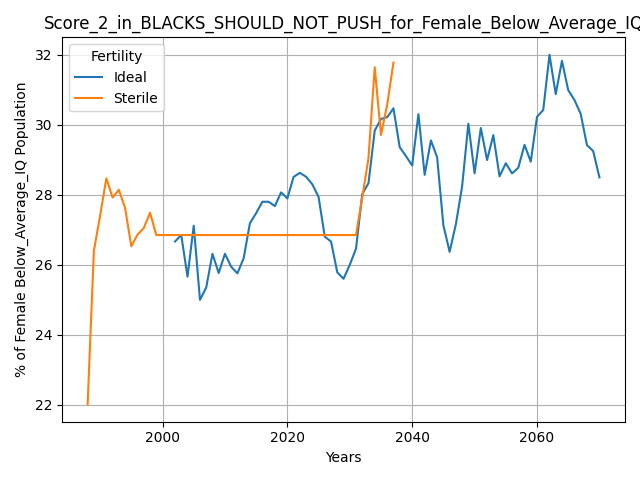 Score_2_in_BLACKS_SHOULD_NOT_PUSH_for_Female_Below_Average_IQ
Fertility
Ideal
Sterile
% of Female Below_Average_IQ Population
32
30
28
26
24
22
2000
2020
2040
2060
Years